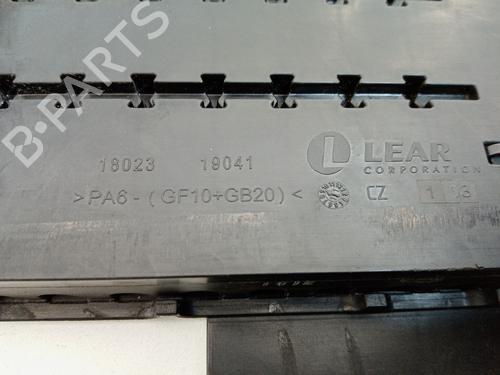 B-PARTS
18023 19041
LEAR
CORPORATION
>PA6-(GF10+GB20)<
CZ